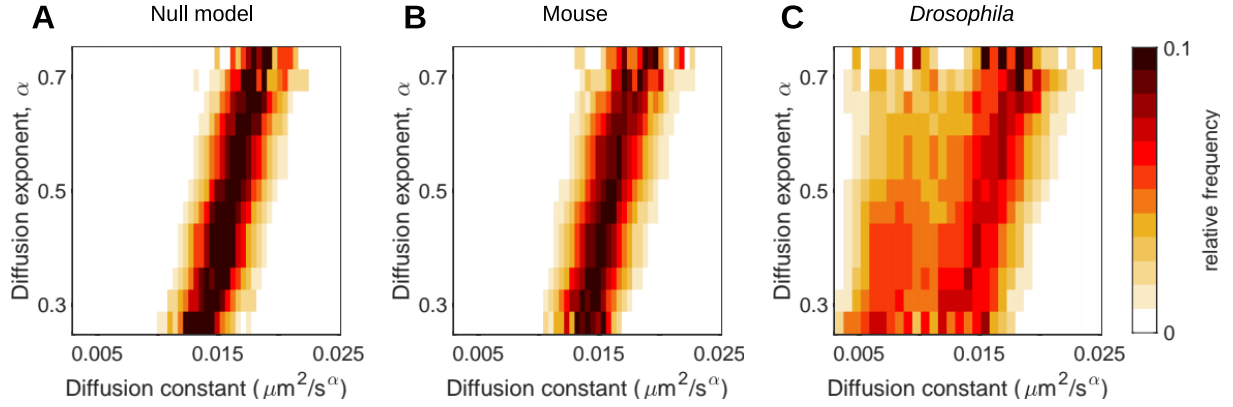 A
Null model
B
Mouse
C
Drosophila
Diffusion exponent, α
0.7
0.5
0.3
0.005
0.015
0.025
Diffusion constant (μm²/s^α)
Diffusion exponent, α
0.7
0.5
0.3
0.005
0.015
0.025
Diffusion constant (μm²/s^α)
Diffusion exponent, α
0.7
0.5
0.3
0.005
0.015
0.025
Diffusion constant (μm²/s^α)
0.1
0
relative frequency